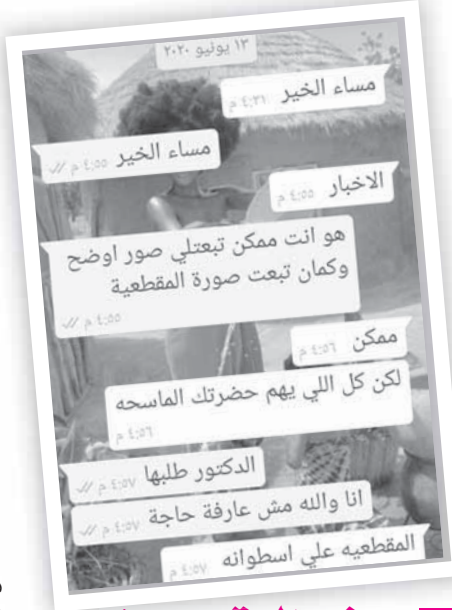 ١٣ يونيو ٢٠٢٠
مساء الخير ٤:٣١ م
مساء الخير ٤:٥٥ م
الاخبار ٤:٥٥ م
هو انت ممكن تبعتلي صور اوضح
وكمان تبعت صورة المقطعية
٤:٥٥ م
ممكن ٤:٥٦ م
لكن كل اللي يهم حضرتك الماسحه
٤:٥٦ م
الدكتور طلبها ٤:٥٧ م
انا والله مش عارفة حاجة ٤:٥٧ م
المقطعيه علي اسطوانه ٤:٥٧ م